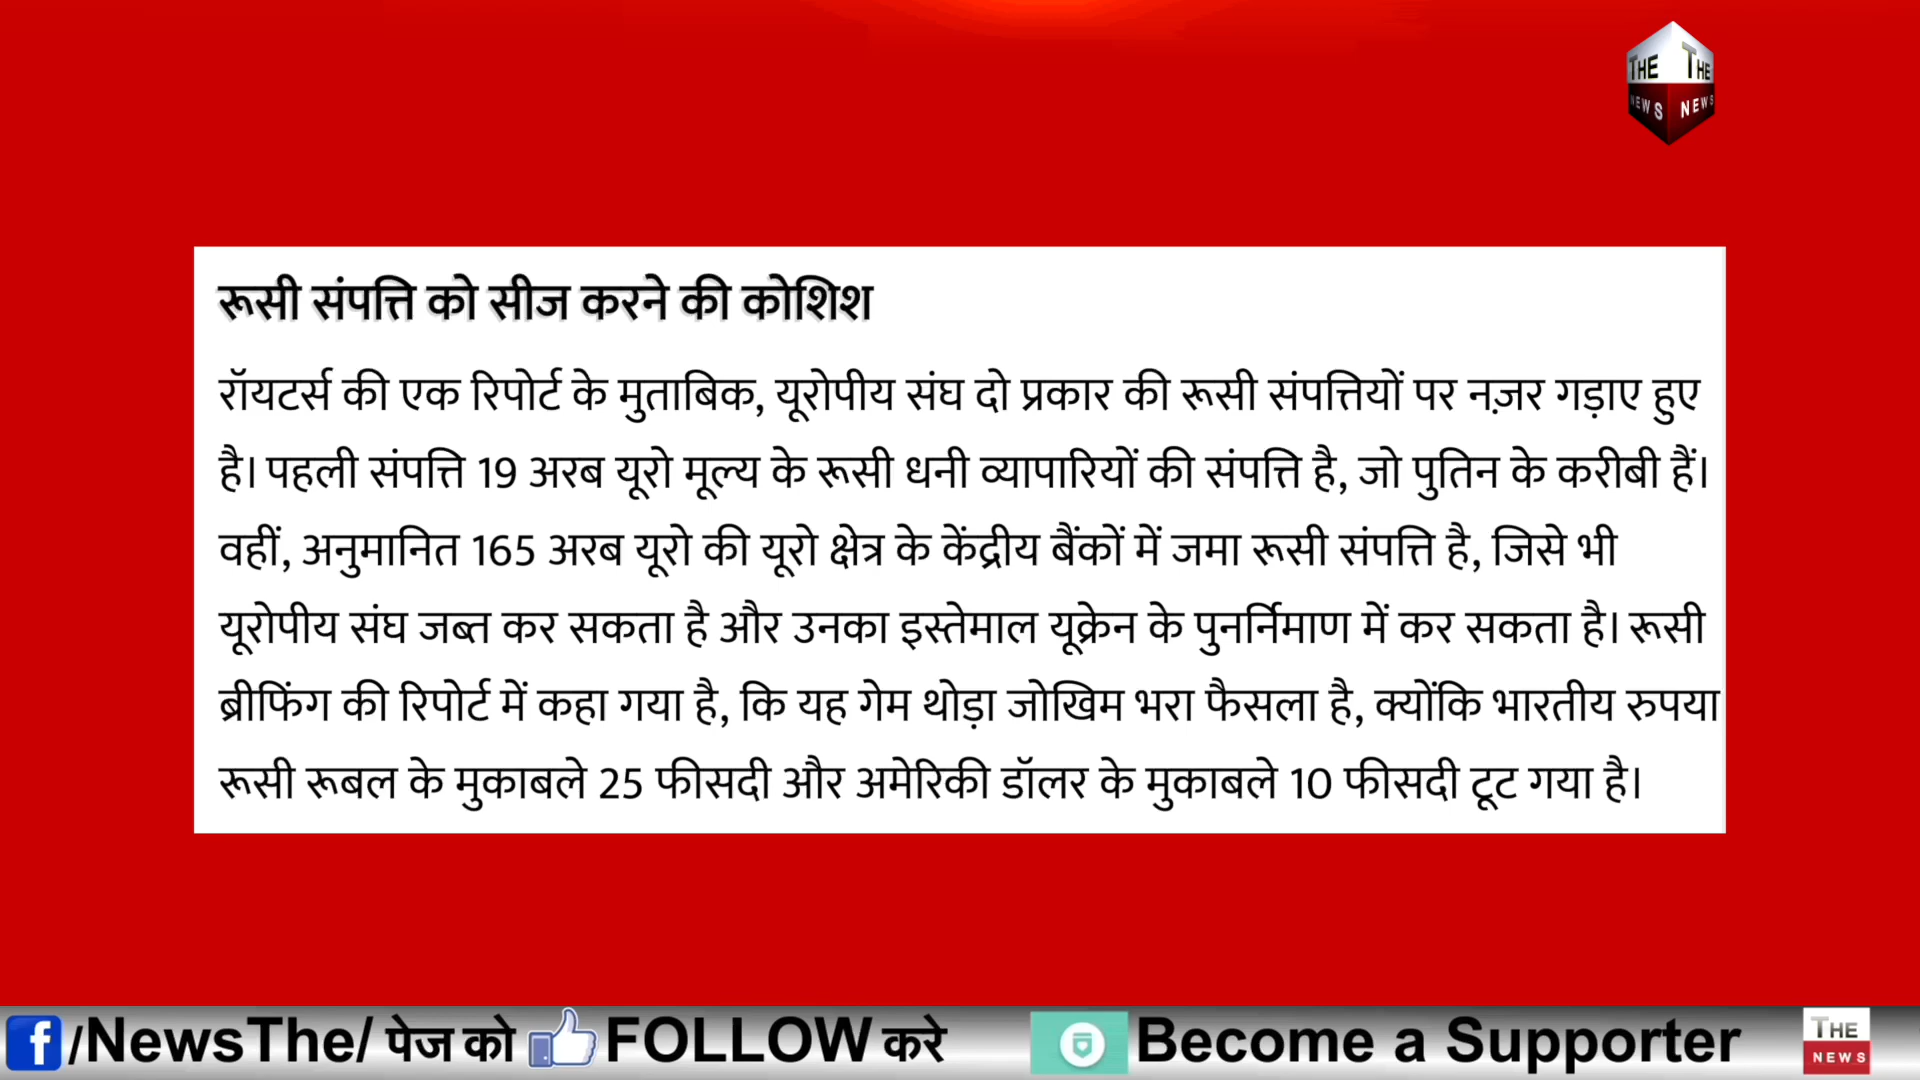 THE THE
NEWS NEWS
रूसी संपत्ति को सीज करने की कोशिश
रॉयटर्स की एक रिपोर्ट के मुताबिक, यूरोपीय संघ दो प्रकार की रूसी संपत्तियों पर नज़र गड़ाए हुए
है। पहली संपत्ति 19 अरब यूरो मूल्य के रूसी धनी व्यापारियों की संपत्ति है, जो पुतिन के करीबी हैं।
वहीं, अनुमानित 165 अरब यूरो की यूरो क्षेत्र के केंद्रीय बैंकों में जमा रूसी संपत्ति है, जिसे भी
यूरोपीय संघ जब्त कर सकता है और उनका इस्तेमाल यूक्रेन के पुनर्निमाण में कर सकता है। रूसी
ब्रीफिंग की रिपोर्ट में कहा गया है, कि यह गेम थोड़ा जोखिम भरा फैसला है, क्योंकि भारतीय रुपया
रूसी रूबल के मुकाबले 25 फीसदी और अमेरिकी डॉलर के मुकाबले 10 फीसदी टूट गया है।
f /NewsThe/ पेज को FOLLOW करे Become a Supporter THE NEWS